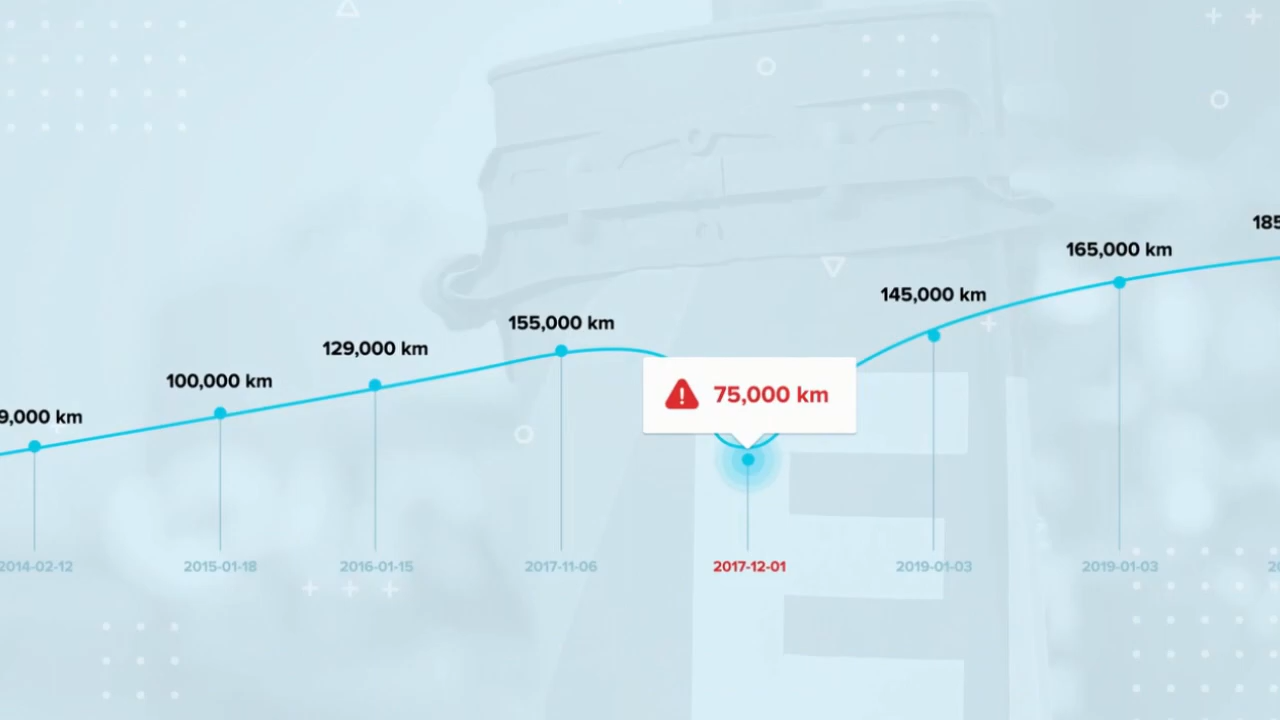 185
165,000 km
145,000 km
155,000 km
129,000 km
100,000 km
9,000 km
75,000 km
2014-02-12
2015-01-18
2016-01-15
2017-11-06
2017-12-01
2019-01-03
2019-01-03
20